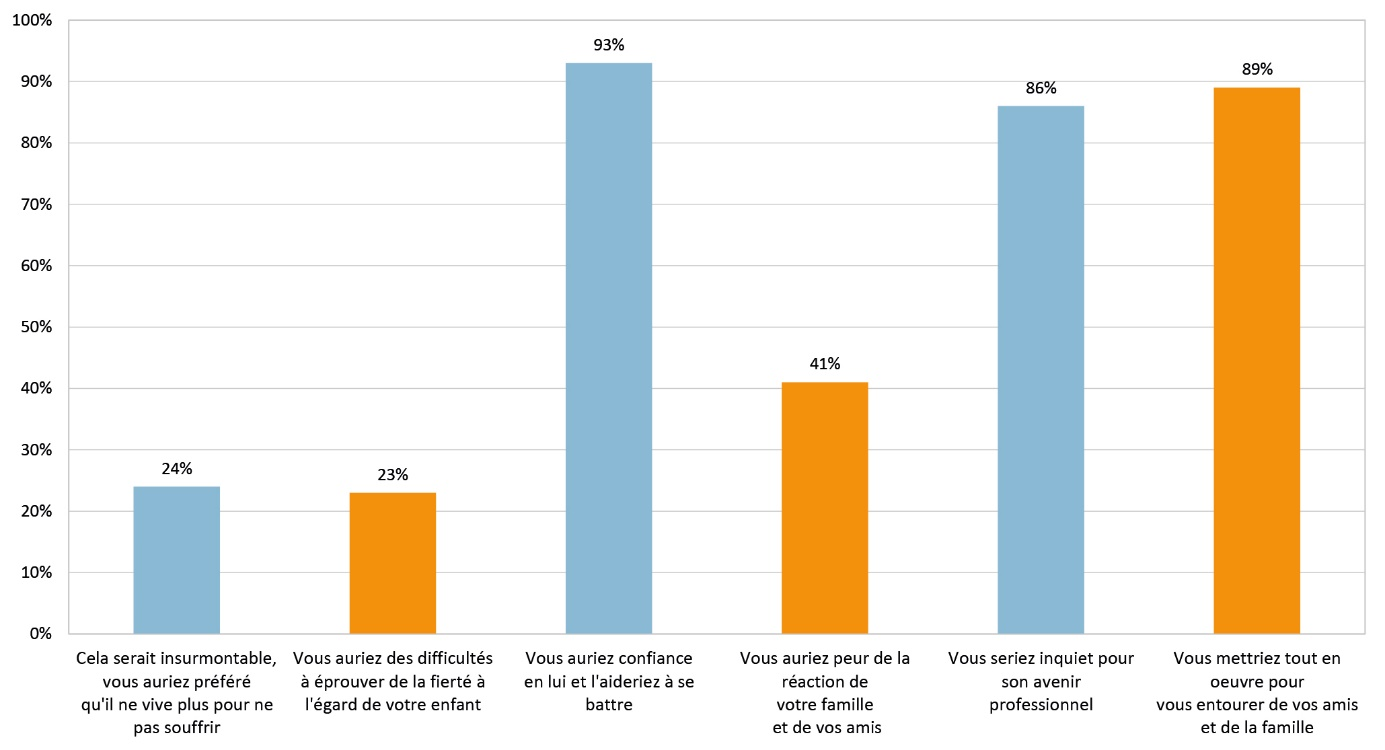 100%
90%
80%
70%
60%
50%
40%
30%
20%
10%
0%
24%
23%
93%
41%
86%
89%
Cela serait insurmontable,
vous auriez préféré
qu'il ne vive plus pour ne
pas souffrir
Vous auriez des difficultés
à éprouver de la fierté à
l'égard de votre enfant
Vous auriez confiance
en lui et l'aideriez à se
battre
Vous auriez peur de la
réaction de
votre famille
et de vos amis
Vous seriez inquiet pour
son avenir
professionnel
Vous mettriez tout en
oeuvre pour
vous entourer de vos amis
et de la famille